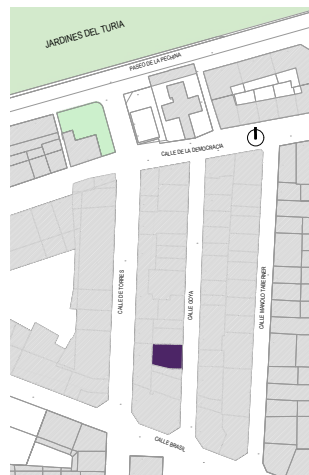 JARDINES DEL TURIA
PASEO DE LA PECHINA
CALLE DE LA DEMOCRACIA
CALLE DE TORRES
CALLE GOYA
CALLE MANOLO TABERNER
CALLE BRASIL